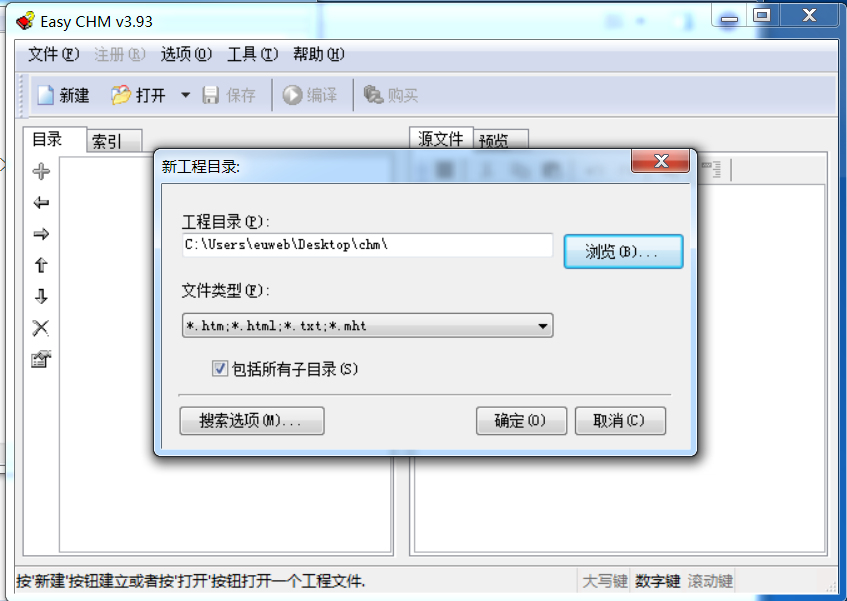 Easy CHM v3.93
文件(F) 注册(R) 选项(O) 工具(T) 帮助(H)
新建 打开 保存 编译 购买
目录 索引 源文件 预览
新工程目录:
工程目录(P):
C:\Users\euweb\Desktop\chm\
浏览(B)...
文件类型(F):
*.htm;*.html;*.txt;*.mht
包括所有子目录(S)
搜索选项(M)... 确定(O) 取消(C)
按'新建'按钮建立或者按'打开'按钮打开一个工程文件. 大写键 数字键 滚动键